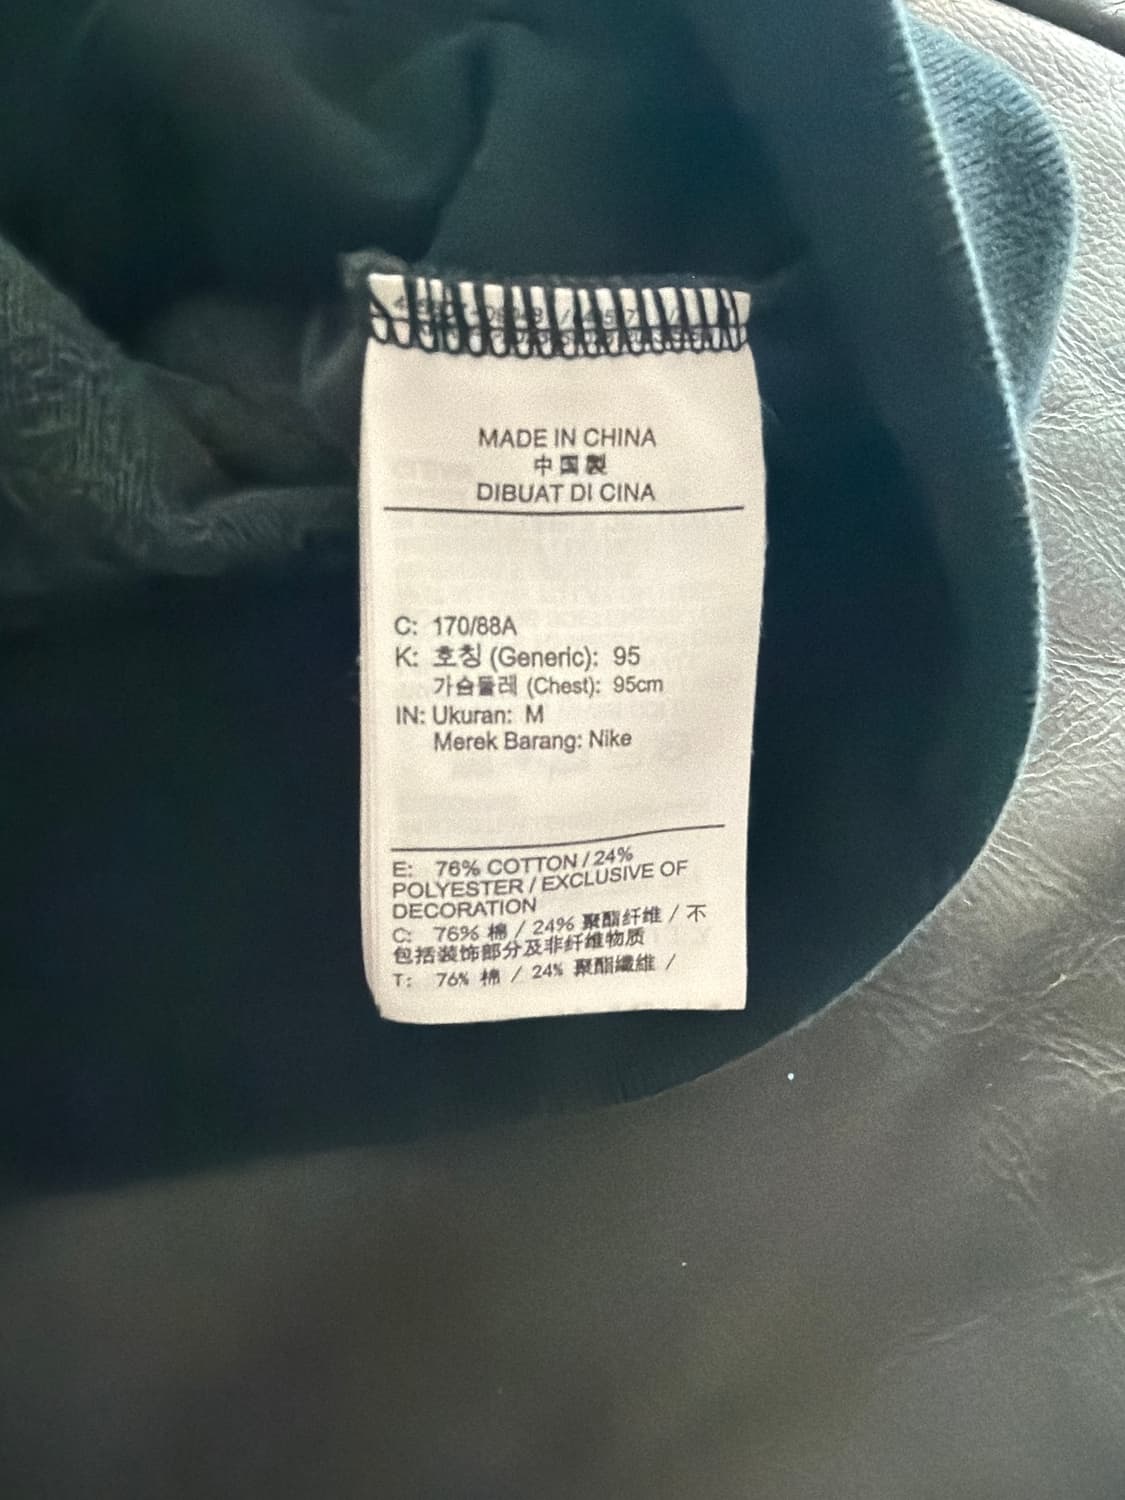 MADE IN CHINA
中国製
DIBUAT DI CINA
C: 170/88A
K: 호칭 (Generic): 95
가슴둘레 (Chest): 95cm
IN: Ukuran: M
Merek Barang: Nike
E: 76% COTTON / 24%
POLYESTER / EXCLUSIVE OF
DECORATION
C: 76% 棉 / 24% 聚酯纤维 / 不
包括装饰部分及非纤维物质
T: 76% 棉 / 24% 聚酯纖維 /